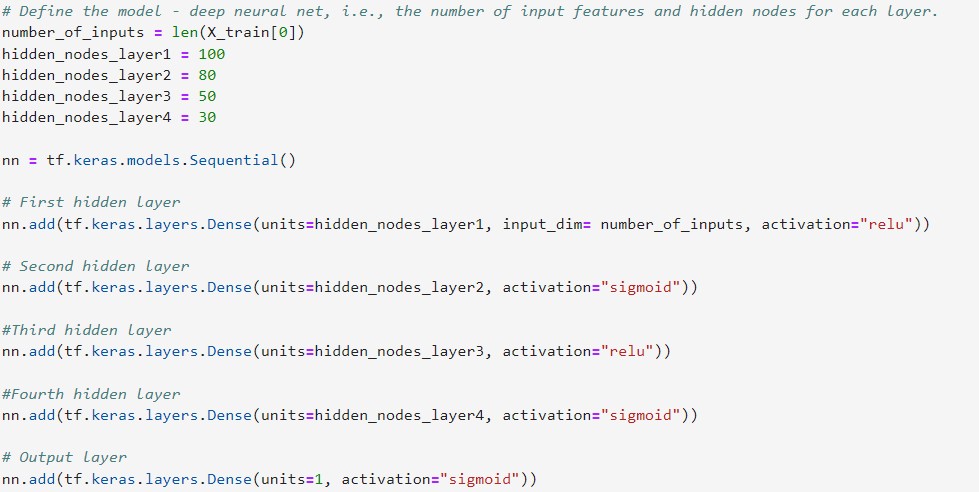 # Define the model - deep neural net, i.e., the number of input features and hidden nodes for each layer.
number_of_inputs = len(X_train[0])
hidden_nodes_layer1 = 100
hidden_nodes_layer2 = 80
hidden_nodes_layer3 = 50
hidden_nodes_layer4 = 30
nn = tf.keras.models.Sequential()
# First hidden layer
nn.add(tf.keras.layers.Dense(units=hidden_nodes_layer1, input_dim= number_of_inputs, activation="relu"))
# Second hidden layer
nn.add(tf.keras.layers.Dense(units=hidden_nodes_layer2, activation="sigmoid"))
#Third hidden layer
nn.add(tf.keras.layers.Dense(units=hidden_nodes_layer3, activation="relu"))
#Fourth hidden layer
nn.add(tf.keras.layers.Dense(units=hidden_nodes_layer4, activation="sigmoid"))
# Output layer
nn.add(tf.keras.layers.Dense(units=1, activation="sigmoid"))